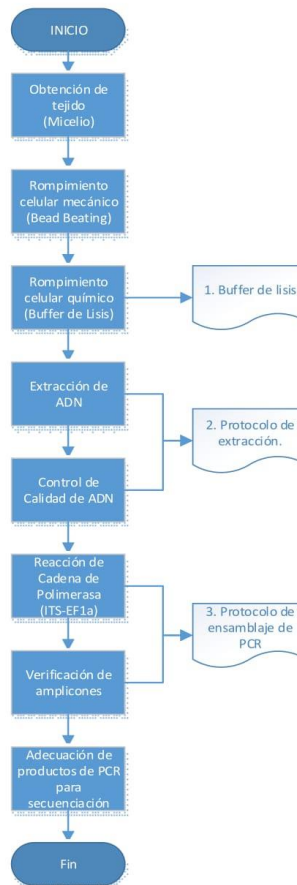 INICIO
Obtención de
tejido
(Micelio)
Rompimiento
celular mecánico
(Bead Beating)
Rompimiento
celular químico
(Buffer de Lisis)
1. Buffer de lisis
Extracción de
ADN
2. Protocolo de
extracción.
Control de
Calidad de ADN
Reacción de
Cadena de
Polimerasa
(ITS-EF1a)
3. Protocolo de
ensamblaje de
PCR
Verificación de
amplicones
Adecuación de
productos de PCR
para
secuenciación
Fin